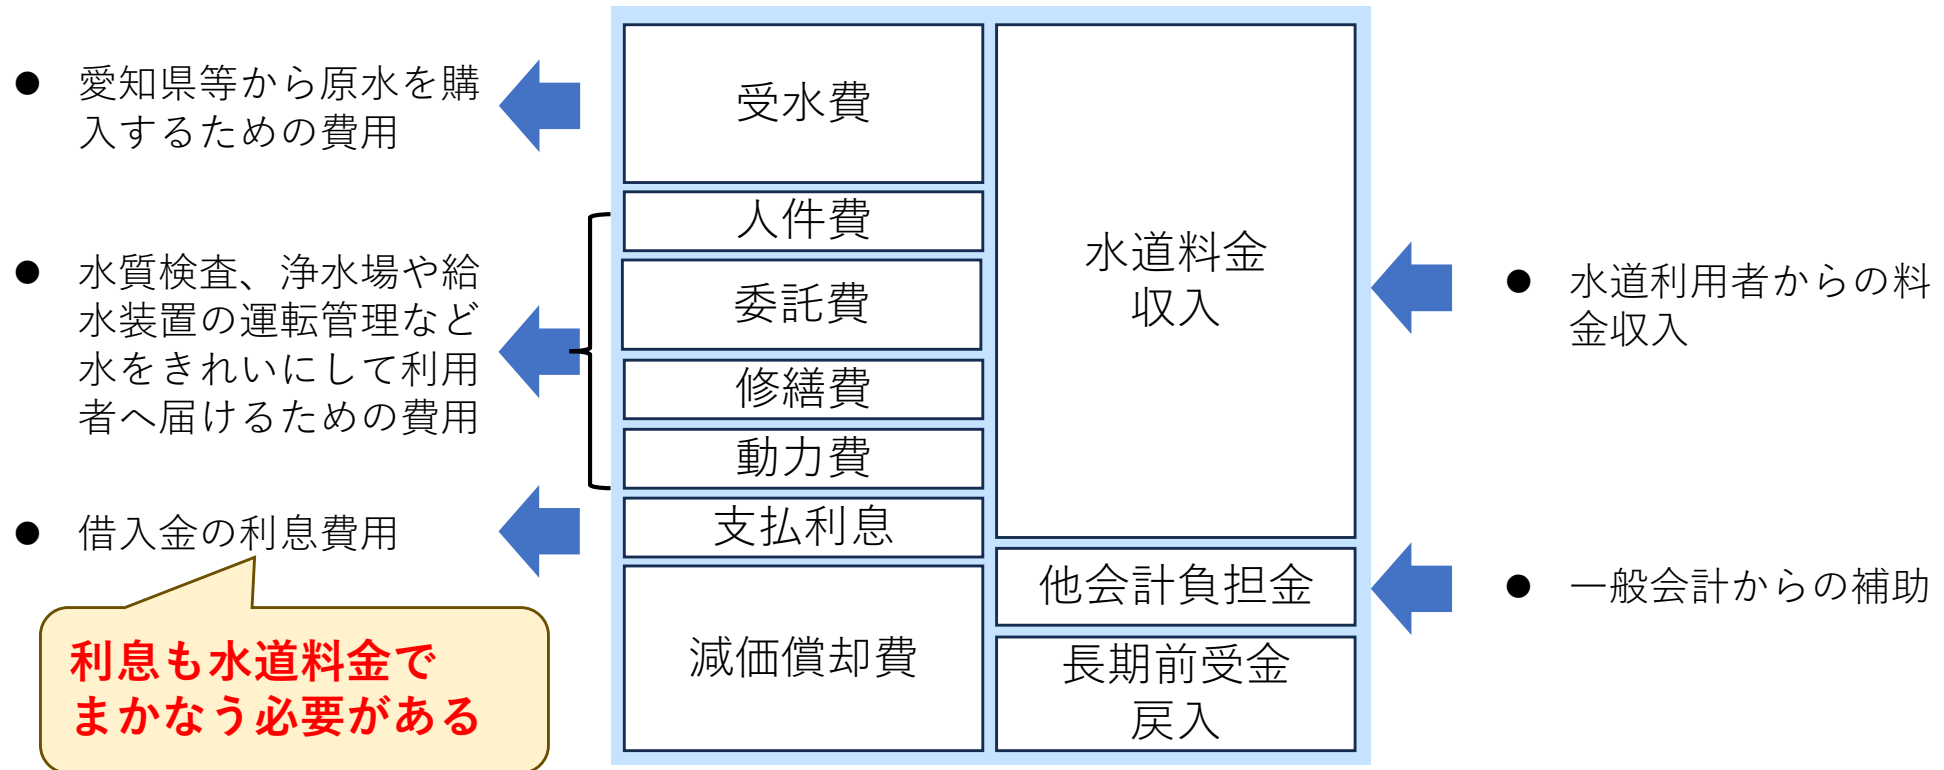 ● 愛知県等から原水を購
入するための費用
● 水質検査、浄水場や給
水装置の運転管理など
水をきれいにして利用
者へ届けるための費用
● 借入金の利息費用
利息も水道料金で
まかなう必要がある
受水費
人件費
委託費
修繕費
動力費
支払利息
減価償却費
水道料金
収入
他会計負担金
長期前受金
戻入
● 水道利用者からの料
金収入
● 一般会計からの補助